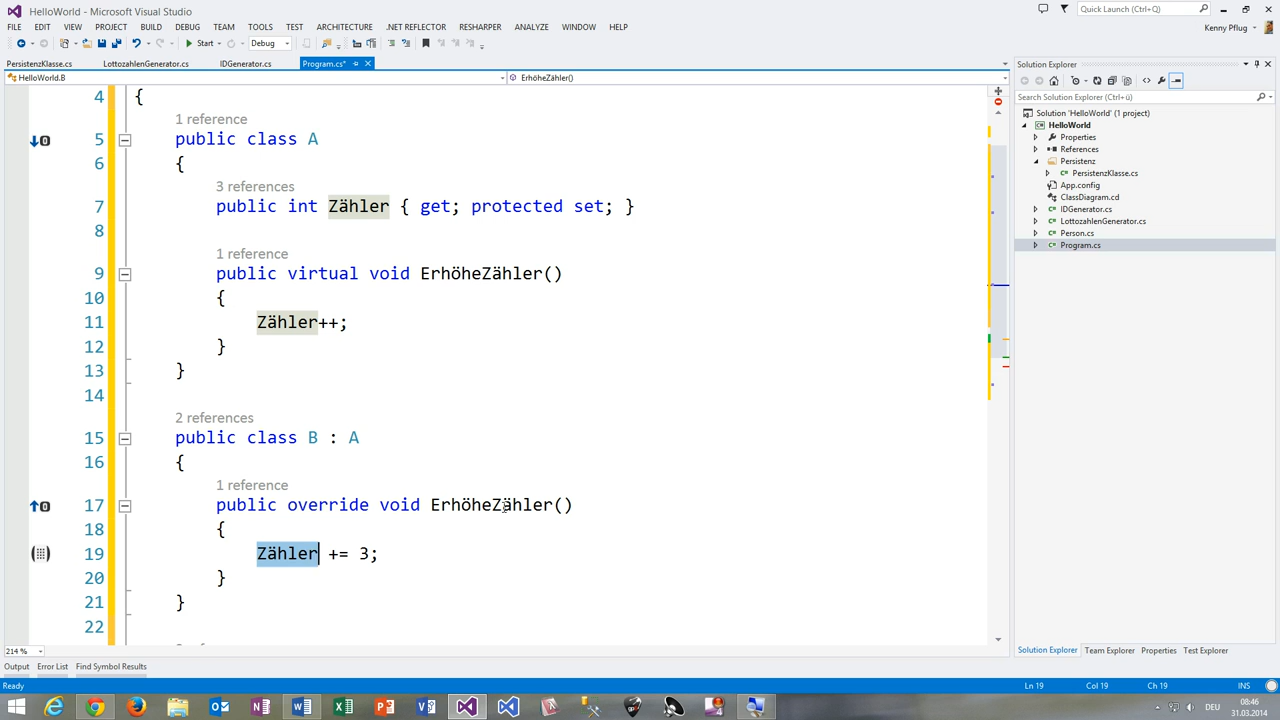 HelloWorld - Microsoft Visual Studio
Quick Launch (Ctrl+Q)
FILE EDIT VIEW PROJECT BUILD DEBUG TEAM TOOLS TEST ARCHITECTURE .NET REFLECTOR RESHARPER ANALYZE WINDOW HELP
Kenny Pflug
Start Debug
PersistenzKlasse.cs LottozahlenGenerator.cs IDGenerator.cs Program.cs*
HelloWorld.B ErhöheZähler()
4 {
1 reference
5 public class A
6 {
3 references
7 public int Zähler { get; protected set; }
8
1 reference
9 public virtual void ErhöheZähler()
10 {
11 Zähler++;
12 }
13 }
14
2 references
15 public class B : A
16 {
1 reference
17 public override void ErhöheZähler()
18 {
19 Zähler += 3;
20 }
21 }
22
214 %
Solution Explorer
Search Solution Explorer (Ctrl+ü)
Solution 'HelloWorld' (1 project)
HelloWorld
Properties
References
Persistenz
PersistenzKlasse.cs
App.config
ClassDiagram.cd
IDGenerator.cs
LottozahlenGenerator.cs
Person.cs
Program.cs
Solution Explorer Team Explorer Properties Test Explorer
Output Error List Find Symbol Results
Ready Ln 19 Col 19 Ch 19 INS
DEU
08:46
31.03.2014